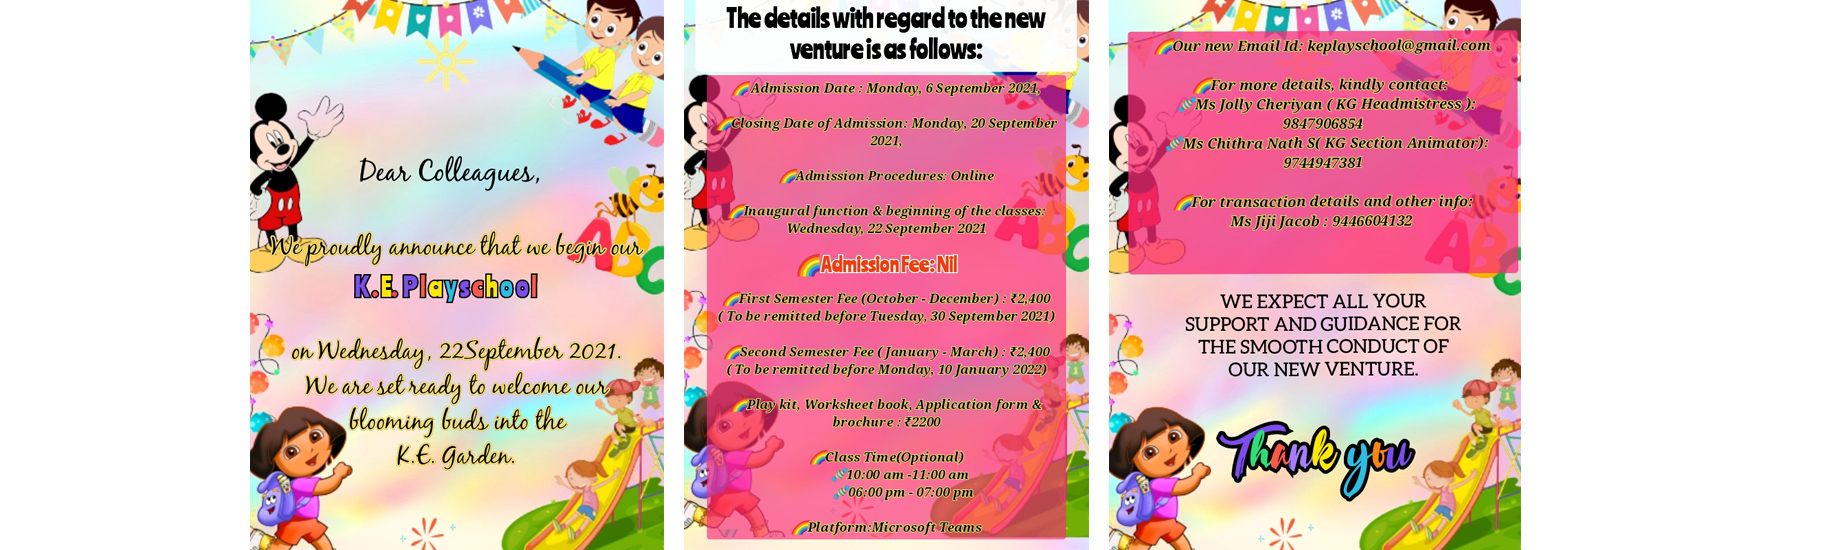 Dear Colleagues,
We proudly announce that we begin our
K.E. Playschool
on Wednesday, 22September 2021.
We are set ready to welcome our
blooming buds into the
K.E. Garden.
The details with regard to the new
venture is as follows:
Admission Date : Monday, 6 September 2021,
Closing Date of Admission: Monday, 20 September
2021,
Admission Procedures: Online
Inaugural function & beginning of the classes:
Wednesday, 22 September 2021
Admission Fee: Nil
First Semester Fee (October - December) : ₹2,400
( To be remitted before Tuesday, 30 September 2021)
Second Semester Fee ( January - March) : ₹2,400
( To be remitted before Monday, 10 January 2022)
Play kit, Worksheet book, Application form &
brochure : ₹2200
Class Time(Optional)
10:00 am -11:00 am
06:00 pm - 07:00 pm
Platform:Microsoft Teams
Our new Email Id: keplayschool@gmail.com
For more details, kindly contact:
Ms Jolly Cheriyan ( KG Headmistress ):
9847906854
Ms Chithra Nath S( KG Section Animator):
9744947381
For transaction details and other info:
Ms Jiji Jacob : 9446604132
WE EXPECT ALL YOUR
SUPPORT AND GUIDANCE FOR
THE SMOOTH CONDUCT OF
OUR NEW VENTURE.
Thank you
ABC
ABC
ABC